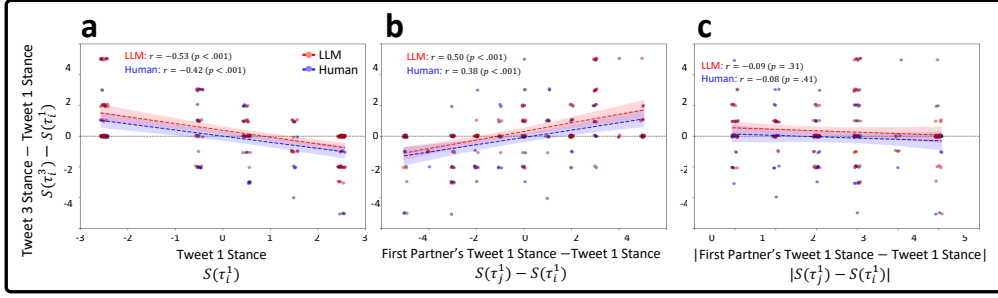 a
b
c
LLM: r = −0.53 (p < .001)
Human: r = −0.42 (p < .001)
LLM
Human
LLM: r = 0.50 (p < .001)
Human: r = 0.38 (p < .001)
LLM: r = −0.09 (p = .31)
Human: r = −0.08 (p = .41)
Tweet 3 Stance − Tweet 1 Stance
S(τ_i^3) − S(τ_i^1)
4
2
0
-2
-4
-3
-2
-1
0
1
2
3
Tweet 1 Stance
S(τ_i^1)
4
2
0
-2
-4
-4
-2
0
2
4
First Partner's Tweet 1 Stance −Tweet 1 Stance
S(τ_j^1) − S(τ_i^1)
4
2
0
-2
-4
0
1
2
3
4
5
|First Partner's Tweet 1 Stance − Tweet 1 Stance|
|S(τ_j^1) − S(τ_i^1)|